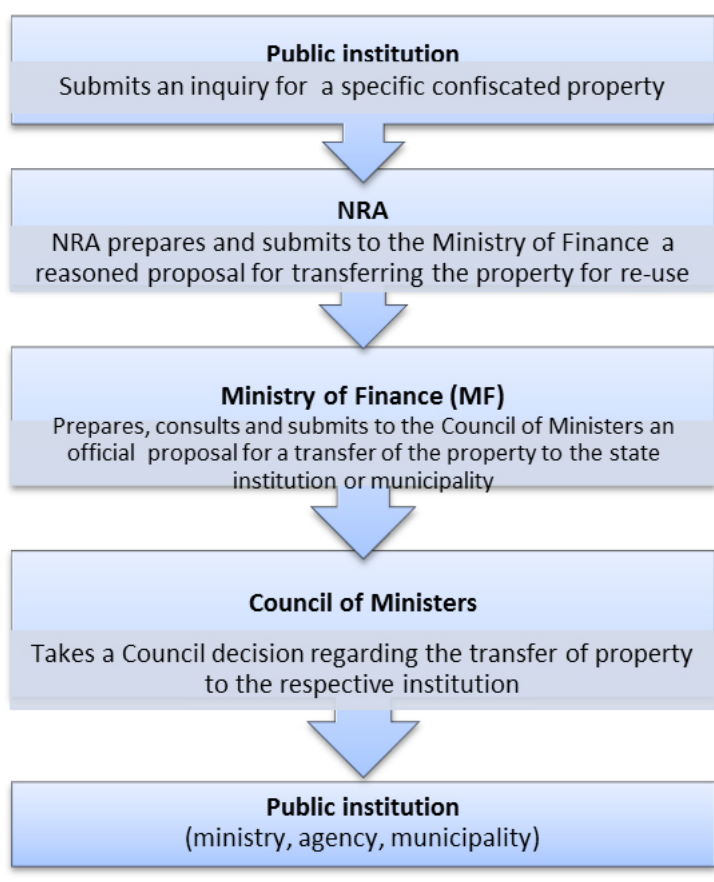 Public institution
Submits an inquiry for a specific confiscated property
NRA
NRA prepares and submits to the Ministry of Finance a
reasoned proposal for transferring the property for re-use
Ministry of Finance (MF)
Prepares, consults and submits to the Council of Ministers an
official proposal for a transfer of the property to the state
institution or municipality
Council of Ministers
Takes a Council decision regarding the transfer of property
to the respective institution
Public institution
(ministry, agency, municipality)